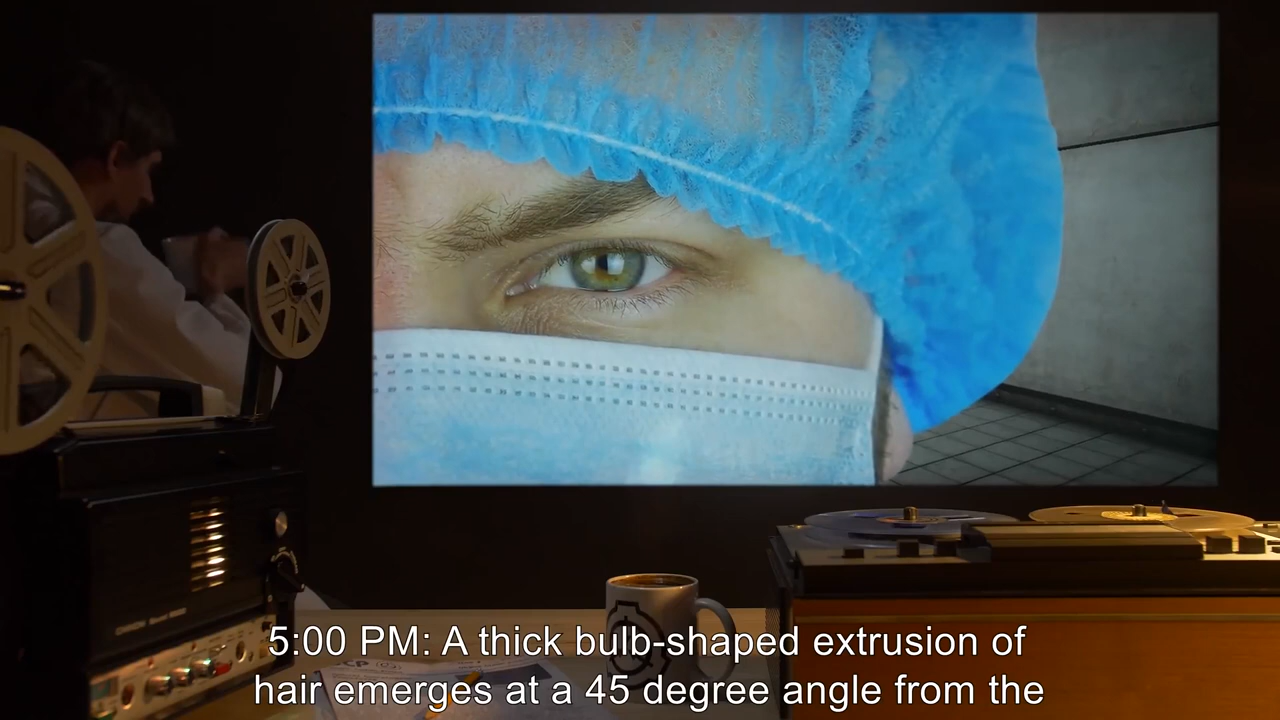 5:00 PM: A thick bulb-shaped extrusion of
hair emerges at a 45 degree angle from the